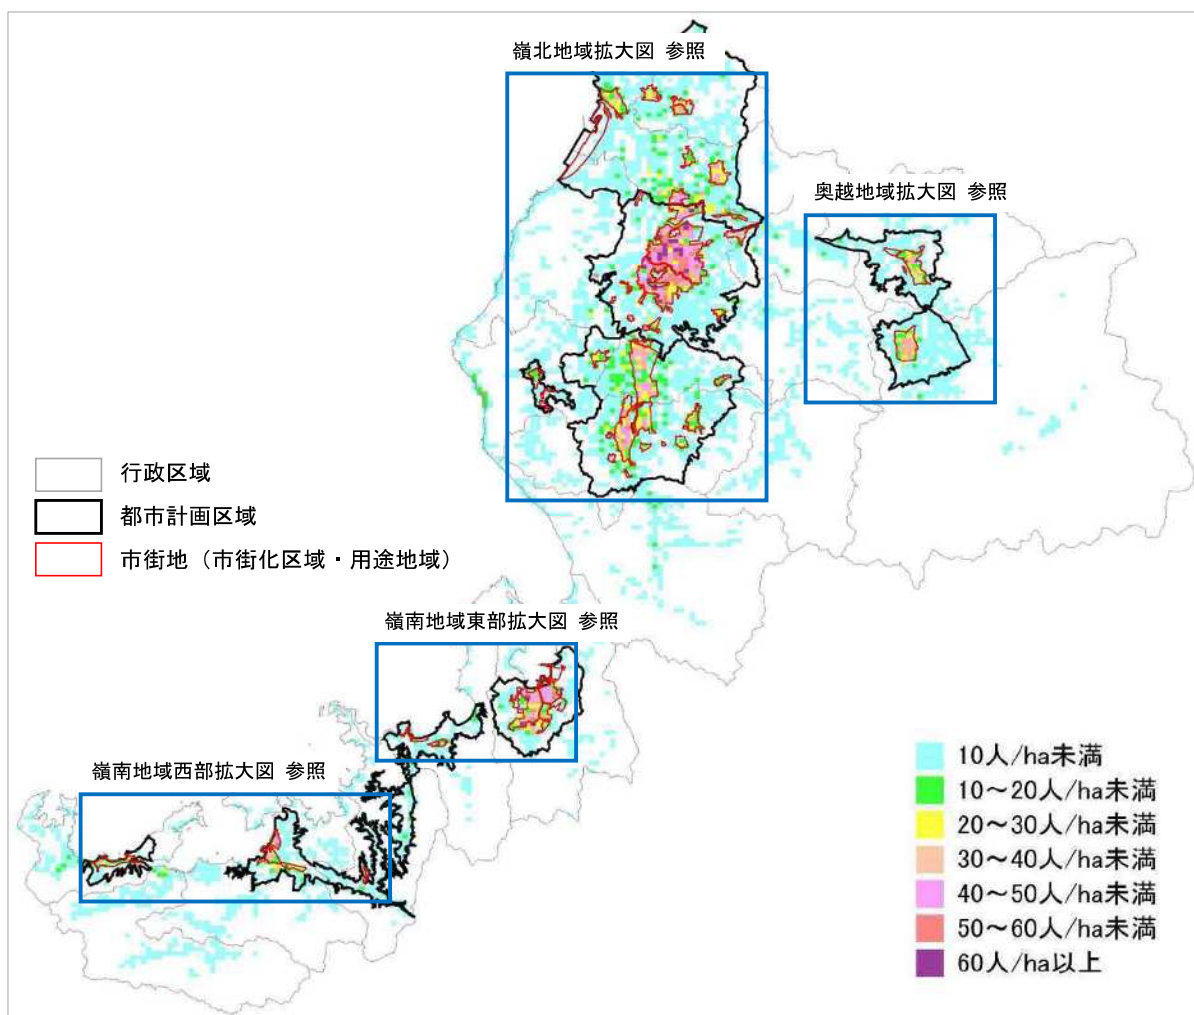 嶺北地域拡大図 参照
奥越地域拡大図 参照
行政区域
都市計画区域
市街地（市街化区域・用途地域）
嶺南地域東部拡大図 参照
嶺南地域西部拡大図 参照
10人/ha未満
10～20人/ha未満
20～30人/ha未満
30～40人/ha未満
40～50人/ha未満
50～60人/ha未満
60人/ha以上